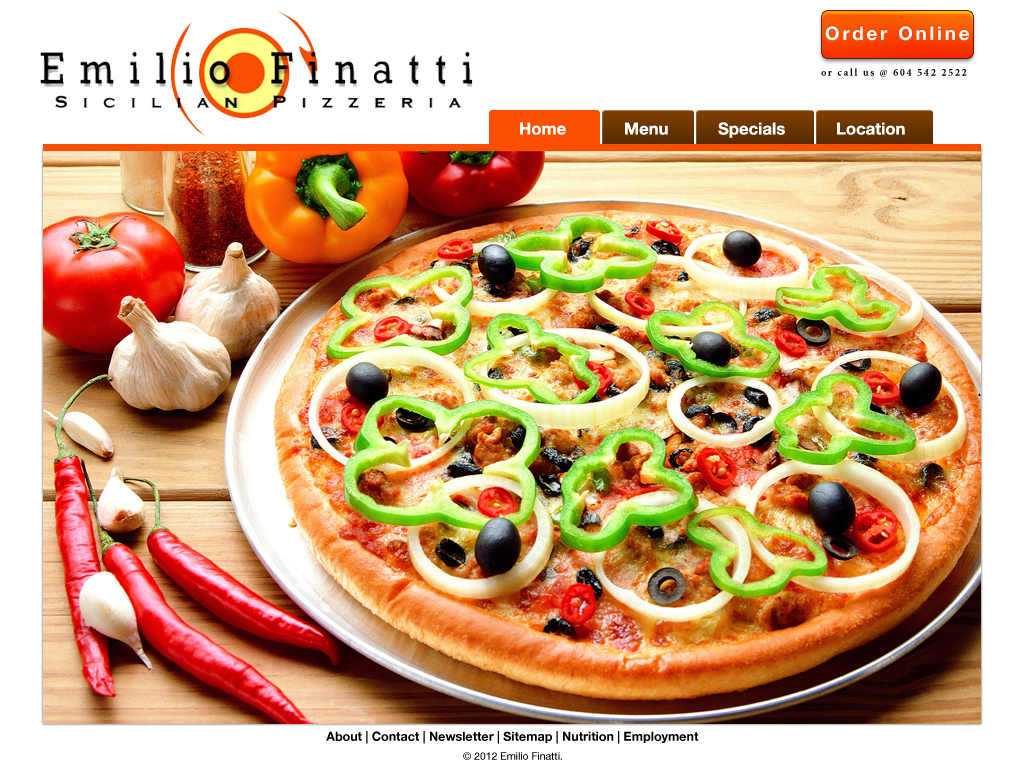 Emilio Finatti
Sicilian Pizzeria
Order Online
or call us @ 604 542 2522
Home Menu Specials Location
About | Contact | Newsletter | Sitemap | Nutrition | Employment
© 2012 Emilio Finatti.